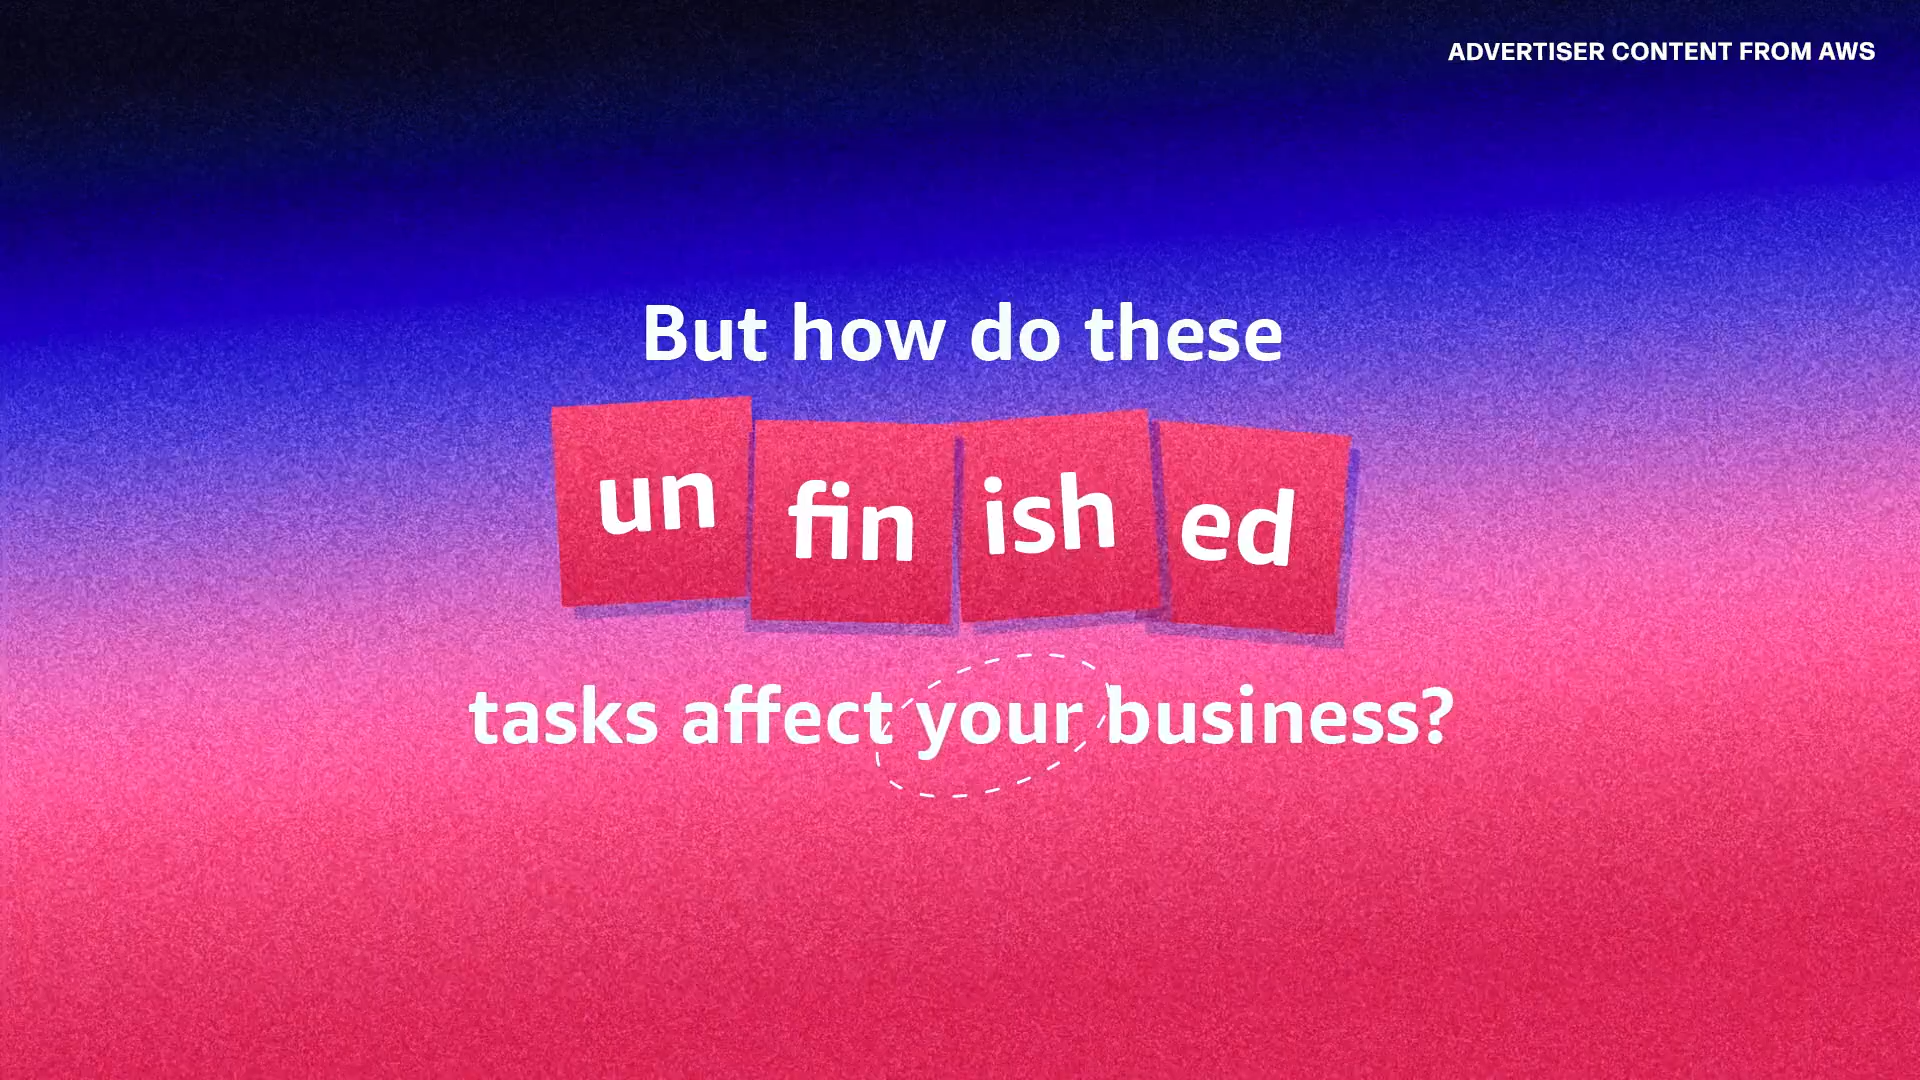 ADVERTISER CONTENT FROM AWS
But how do these
un fin ish ed
tasks affect your business?